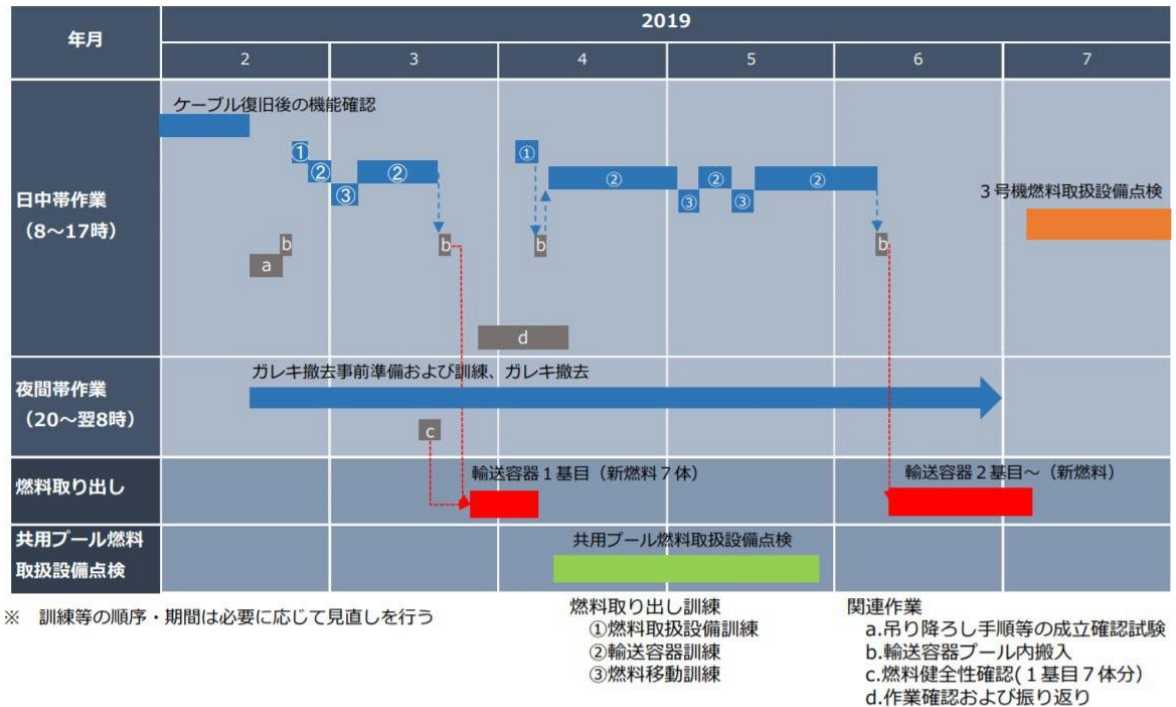 年月
2019
2 3 4 5 6 7
ケーブル復旧後の機能確認
①
①
②
②
②
②
②
③
③
③
日中帯作業
(8～17時)
3号機燃料取扱設備点検
b
b
b
b
a
d
夜間帯作業
(20～翌8時)
ガレキ撤去事前準備および訓練、ガレキ撤去
c
燃料取り出し
輸送容器1基目（新燃料7体）
輸送容器2基目～（新燃料）
共用プール燃料
取扱設備点検
共用プール燃料取扱設備点検
※ 訓練等の順序・期間は必要に応じて見直しを行う
燃料取り出し訓練
①燃料取扱設備訓練
②輸送容器訓練
③燃料移動訓練
関連作業
a.吊り降ろし手順等の成立確認試験
b.輸送容器プール内搬入
c.燃料健全性確認(1基目7体分)
d.作業確認および振り返り